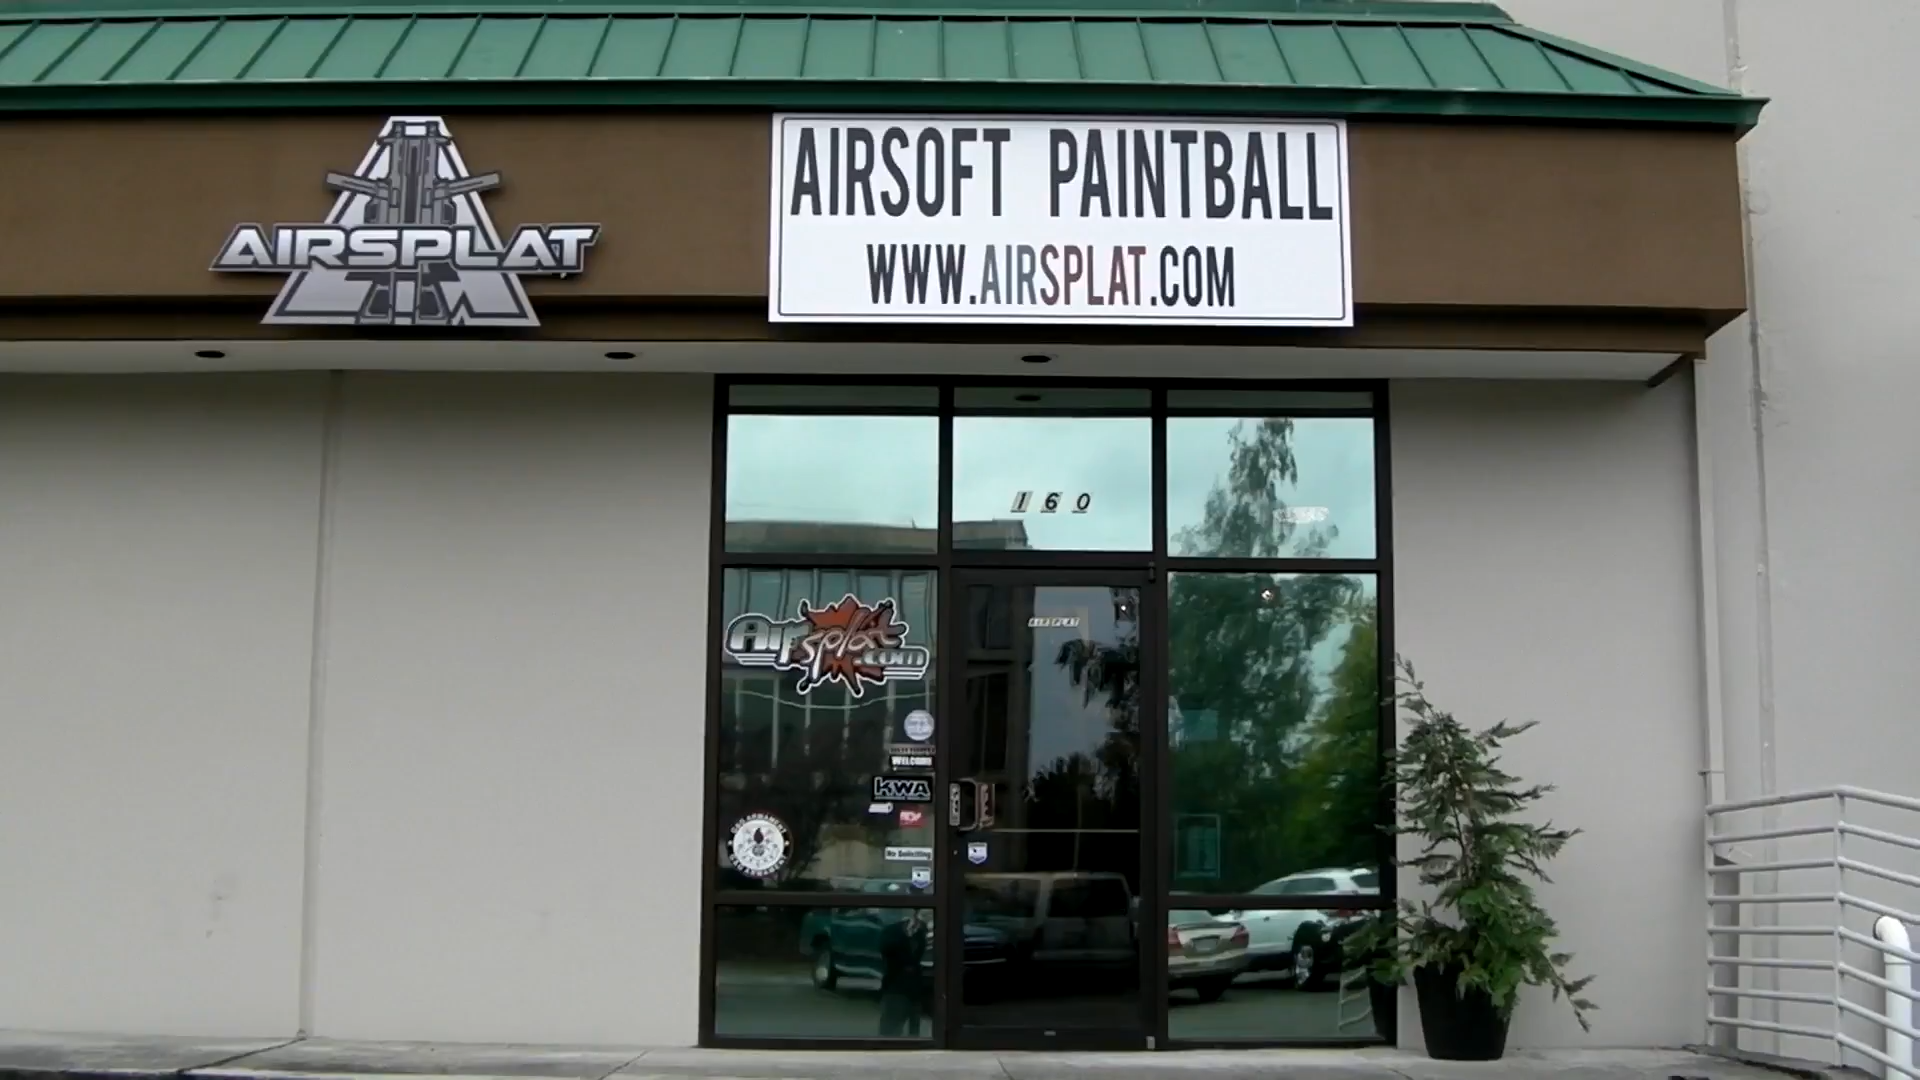 AIRSPLAT
AIRSOFT PAINTBALL
WWW.AIRSPLAT.COM
160
Airsplat
.com
AIRSPLAT
WELCOME
KWA
No Soliciting